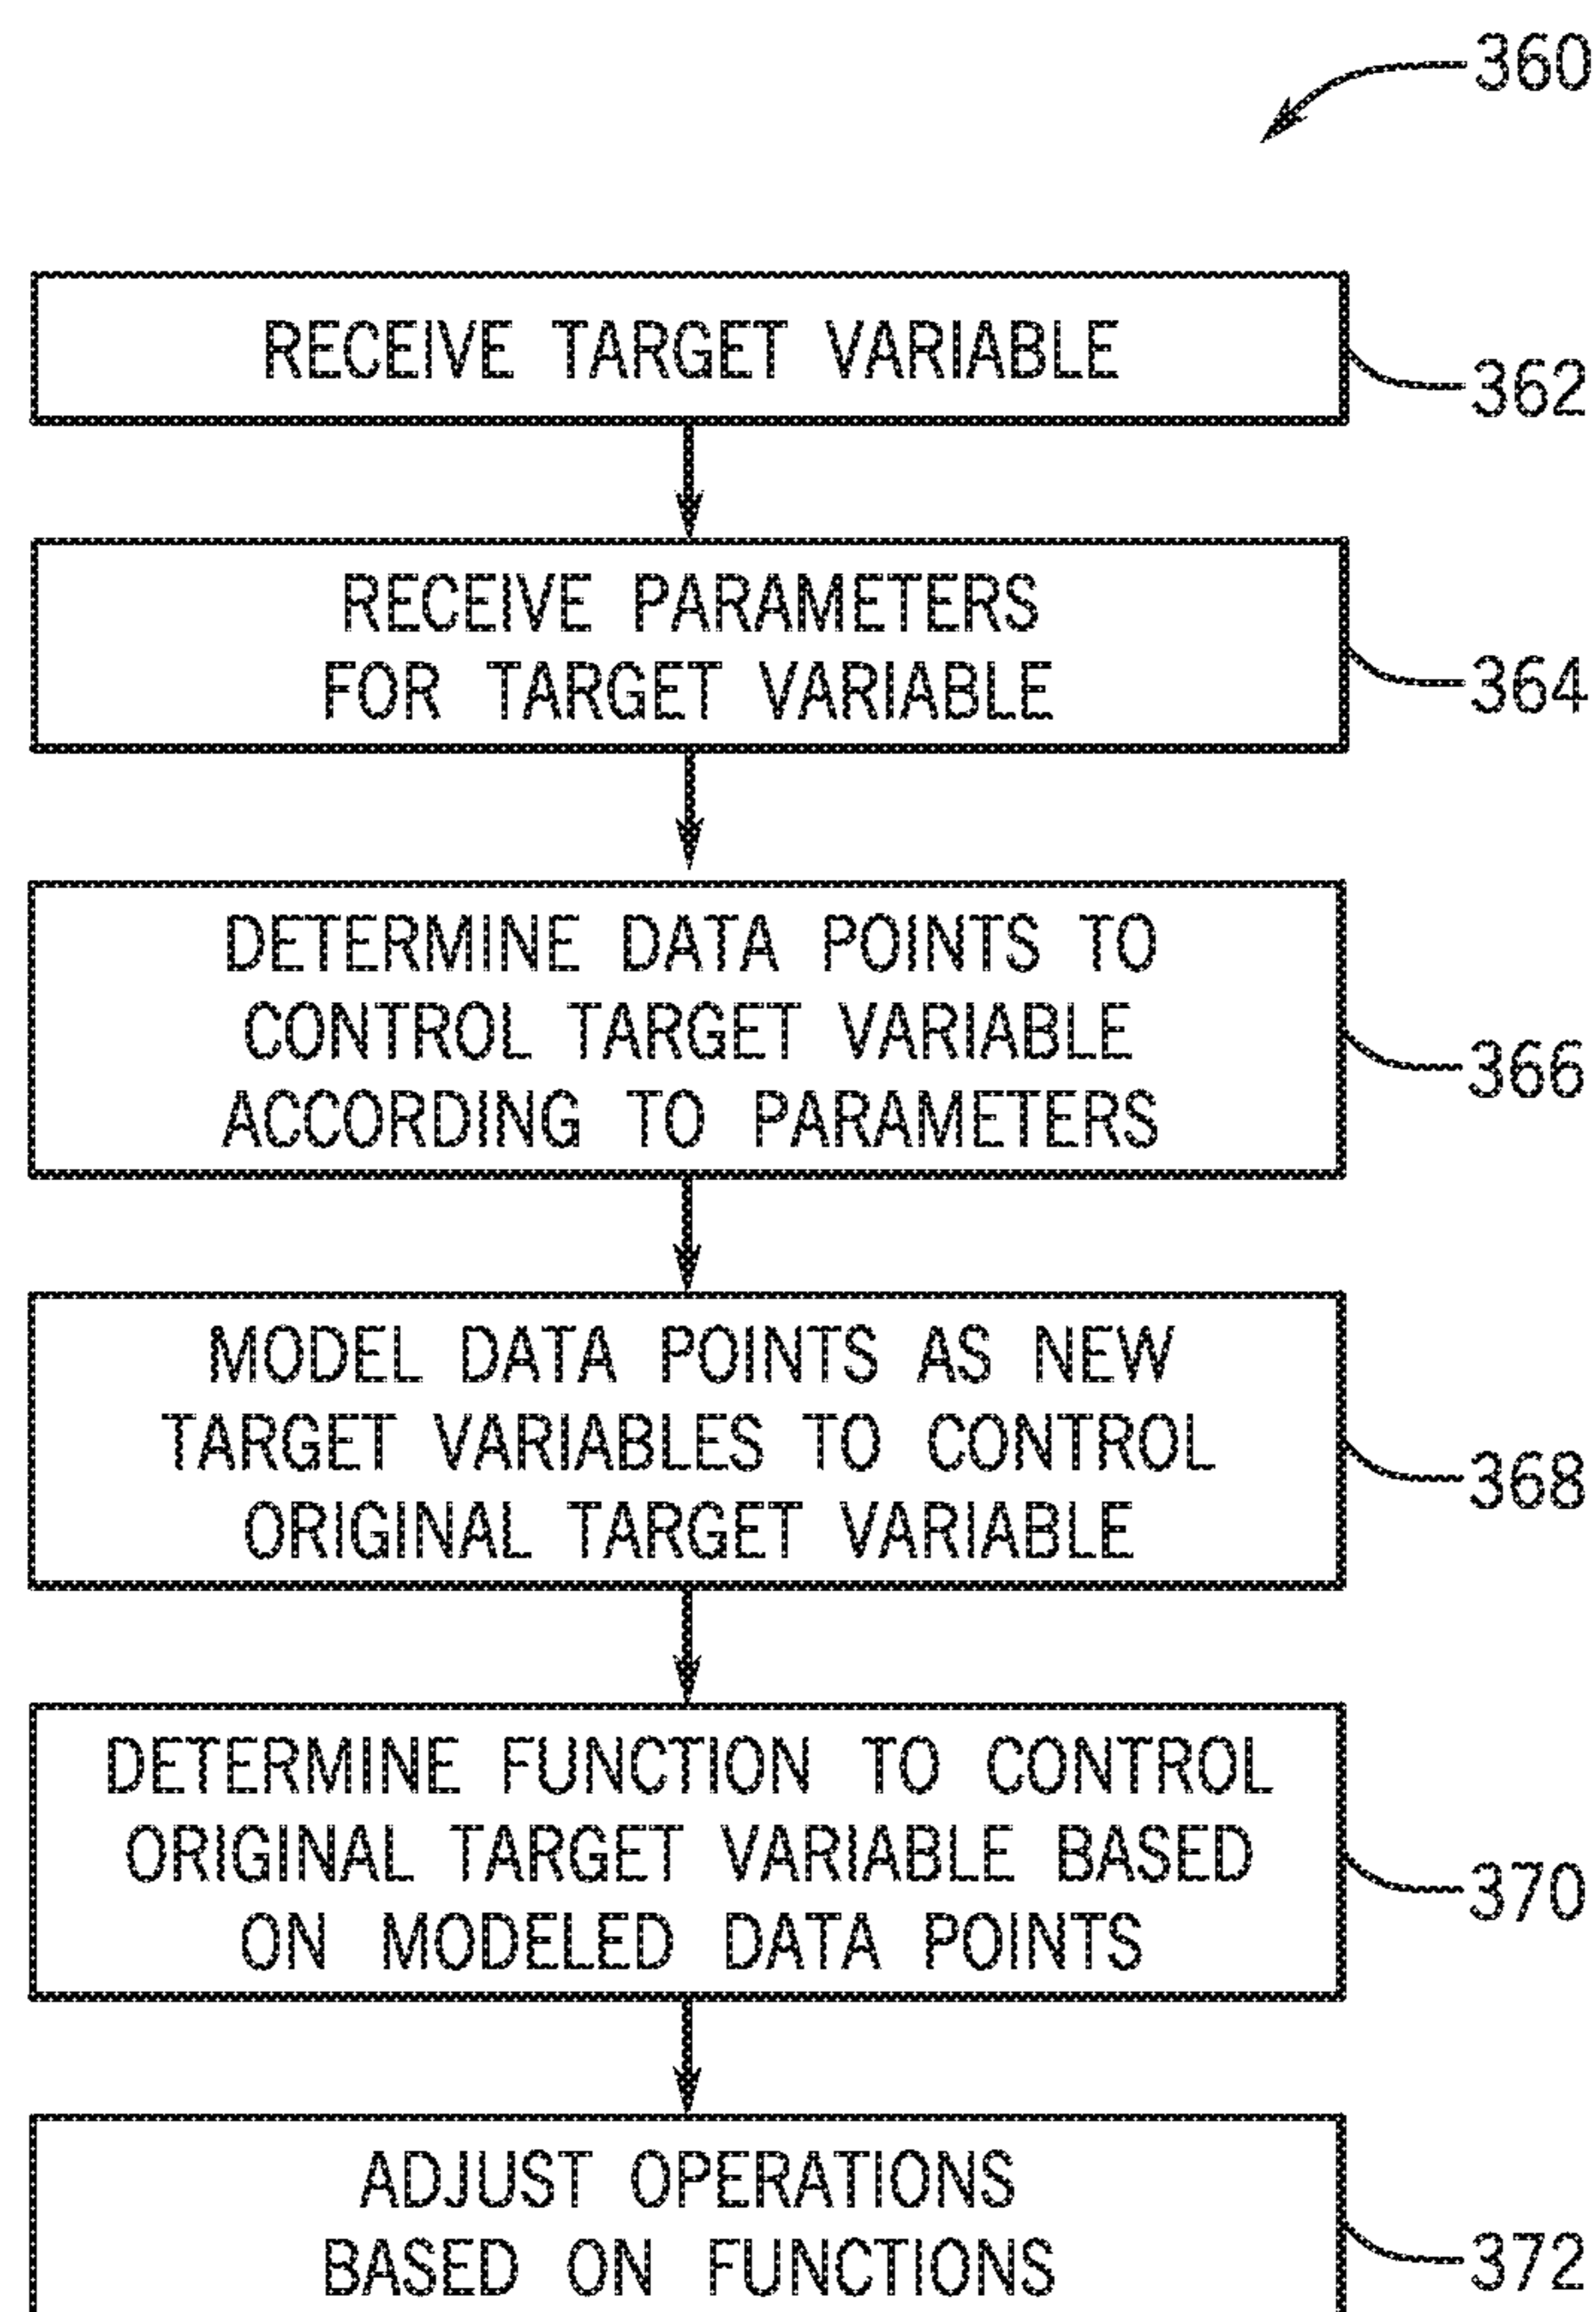 360
RECEIVE TARGET VARIABLE
362
RECEIVE PARAMETERS
FOR TARGET VARIABLE
364
DETERMINE DATA POINTS TO
CONTROL TARGET VARIABLE
ACCORDING TO PARAMETERS
366
MODEL DATA POINTS AS NEW
TARGET VARIABLES TO CONTROL
ORIGINAL TARGET VARIABLE
368
DETERMINE FUNCTION TO CONTROL
ORIGINAL TARGET VARIABLE BASED
ON MODELED DATA POINTS
370
ADJUST OPERATIONS
BASED ON FUNCTIONS
372